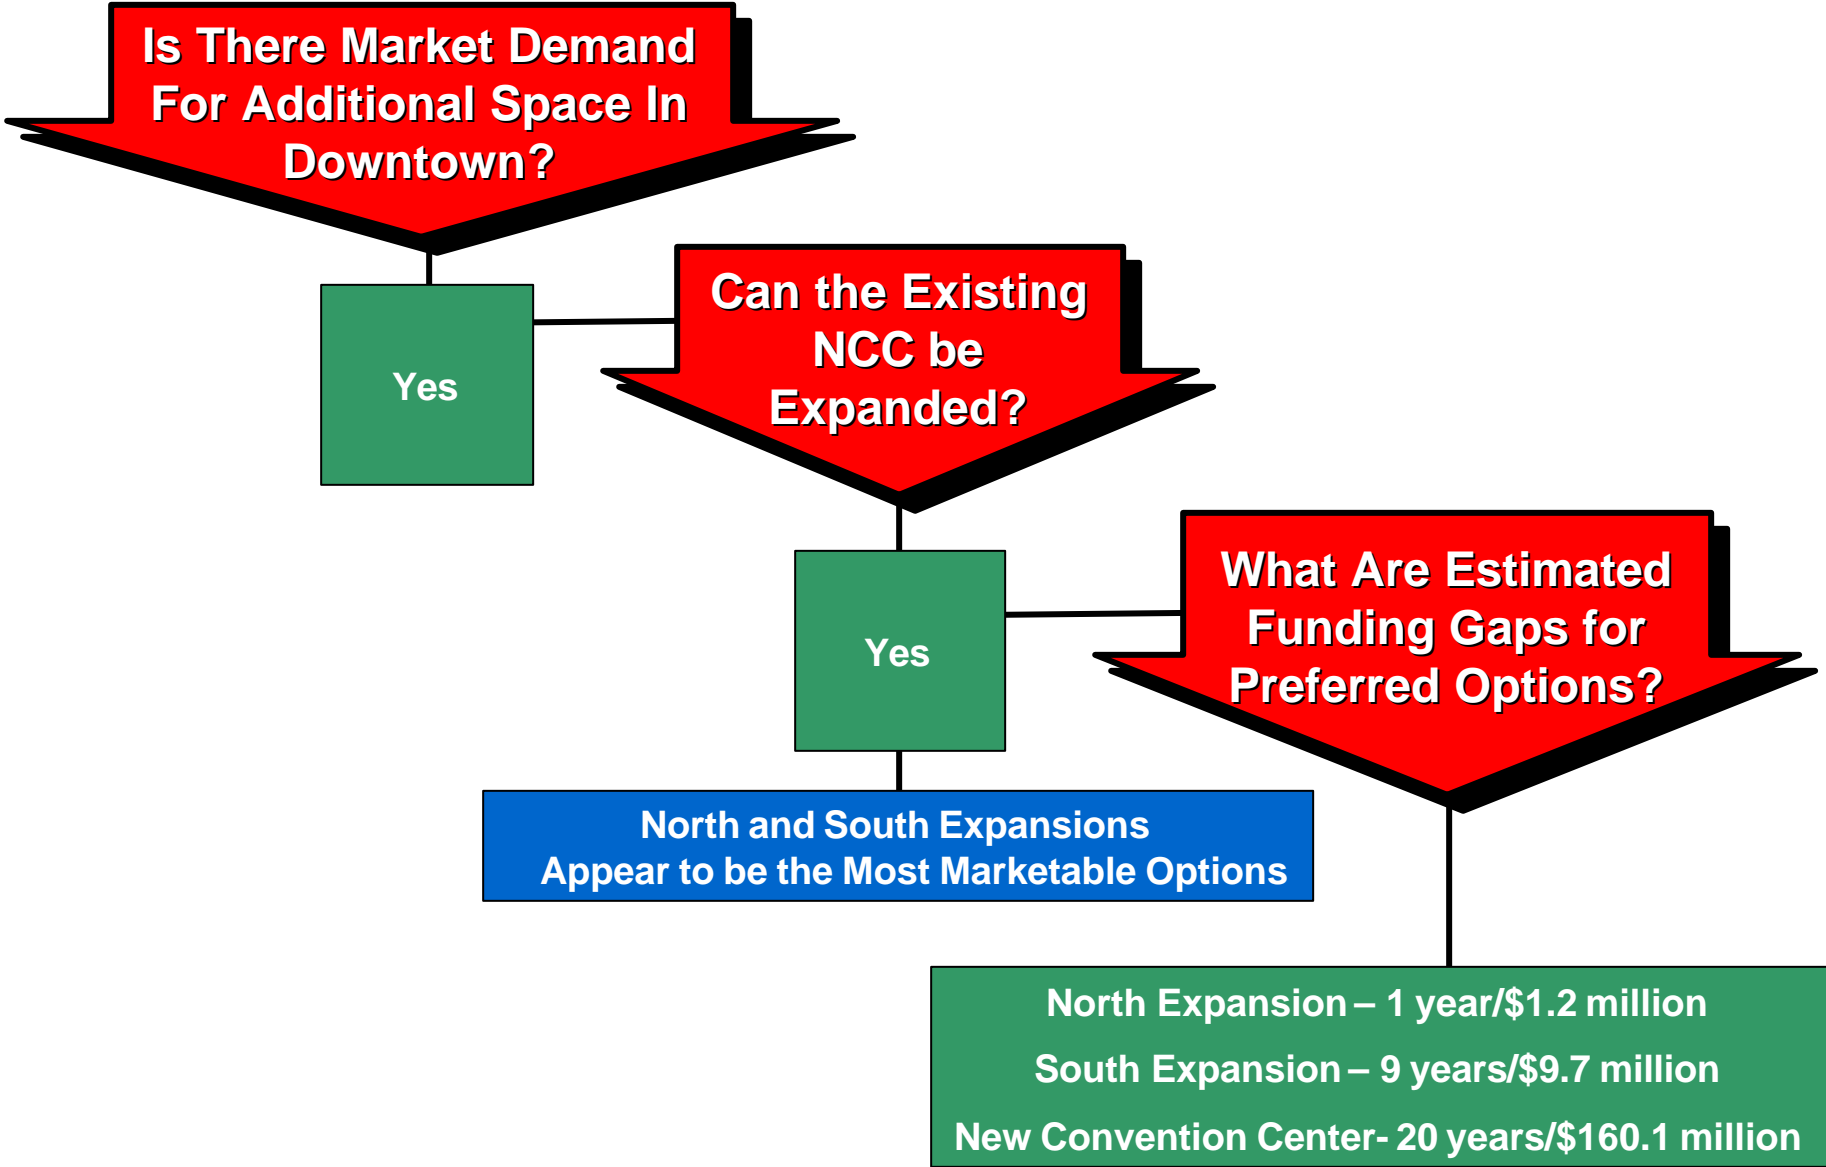 Is There Market Demand
For Additional Space In
Downtown?
Yes
Can the Existing
NCC be
Expanded?
Yes
North and South Expansions
Appear to be the Most Marketable Options
What Are Estimated
Funding Gaps for
Preferred Options?
North Expansion – 1 year/$1.2 million
South Expansion – 9 years/$9.7 million
New Convention Center- 20 years/$160.1 million